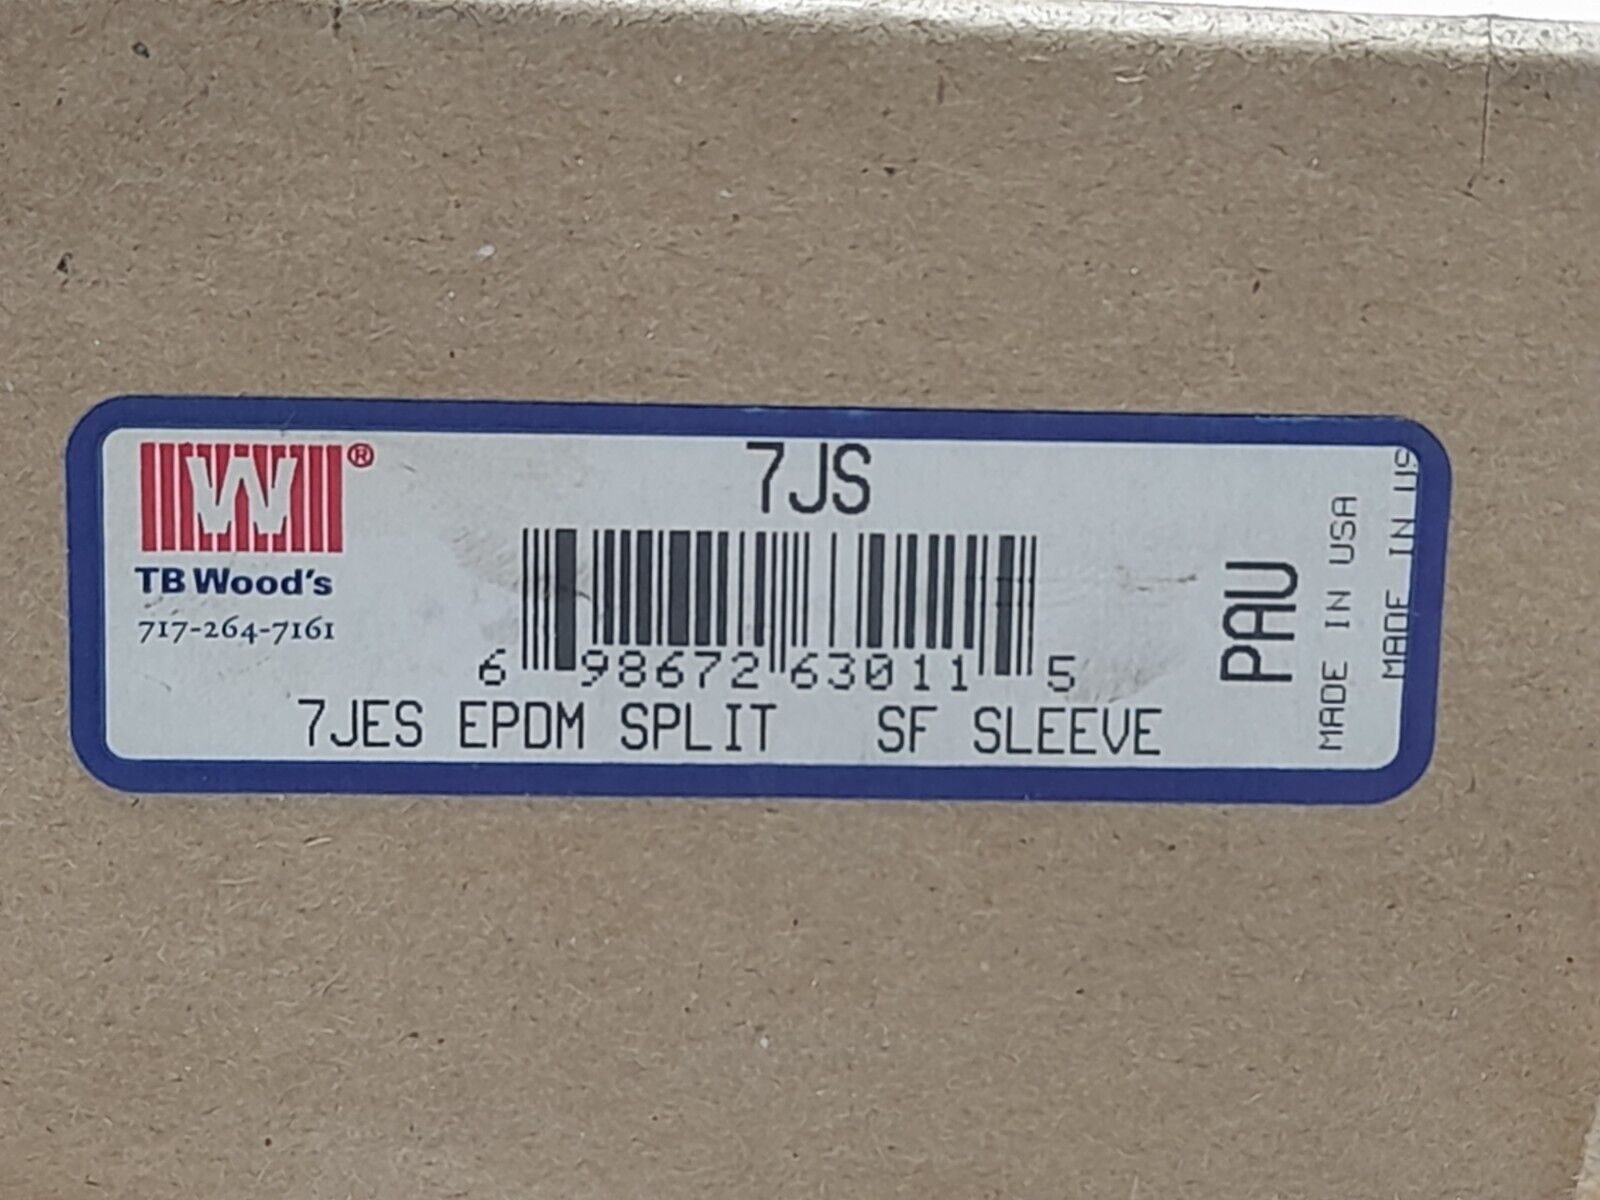 7JS
W®
TB Wood's
717-264-7161
6 98672 63011 5
7JES EPDM SPLIT SF SLEEVE
PAU
MADE IN USA
MADE IN US